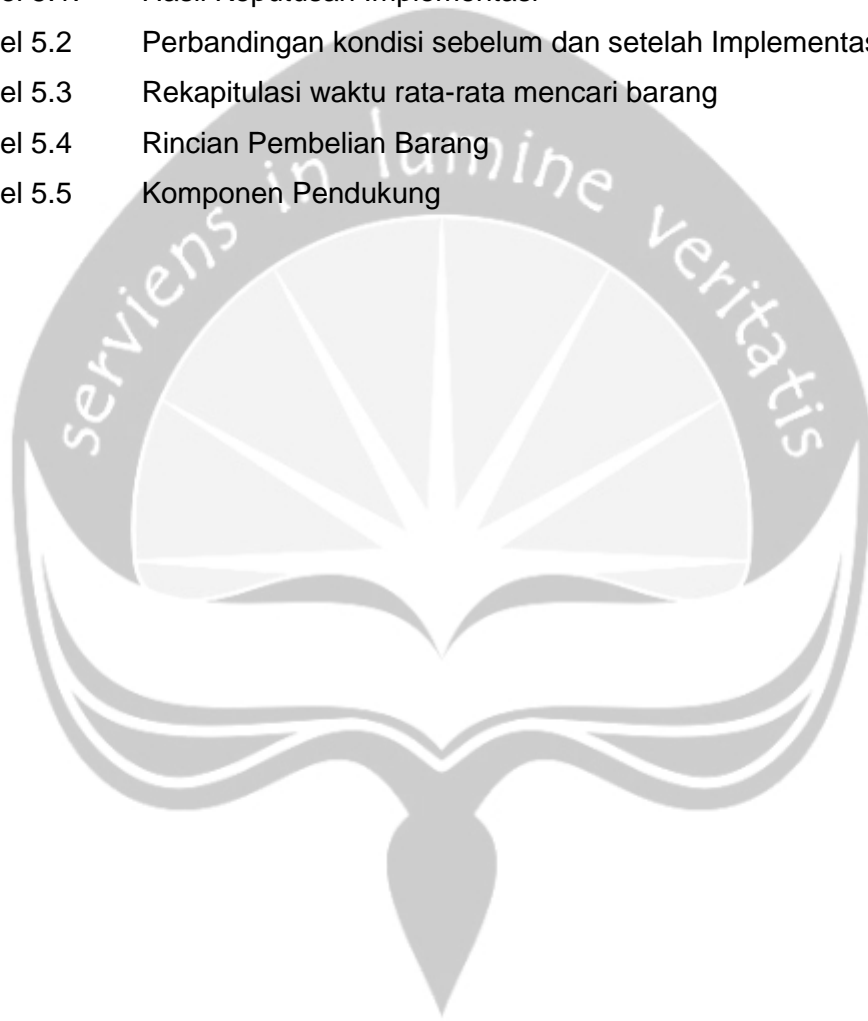 el 5.2 Perbandingan kondisi sebelum dan setelah Implementas
el 5.3 Rekapitulasi waktu rata-rata mencari barang
el 5.4 Rincian Pembelian Barang
el 5.5 Komponen Pendukung
serviens in lumine veritatis